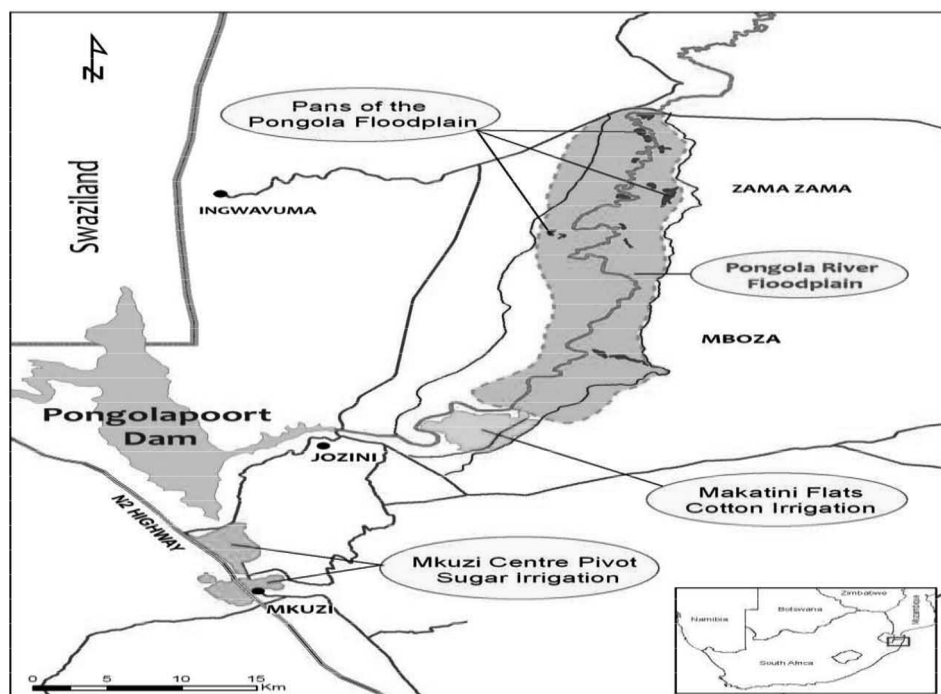 N
Swaziland
Pans of the
Pongola Floodplain
INGWAVUMA
ZAMA ZAMA
Pongola River
Floodplain
MBOZA
Pongolapoort
Dam
JOZINI
N2 HIGHWAY
Makatini Flats
Cotton Irrigation
Mkuzi Centre Pivot
Sugar Irrigation
MKUZI
0 5 10 15
Km
Zimbabwe
Botswana
Namibia
Mozambique
South Africa